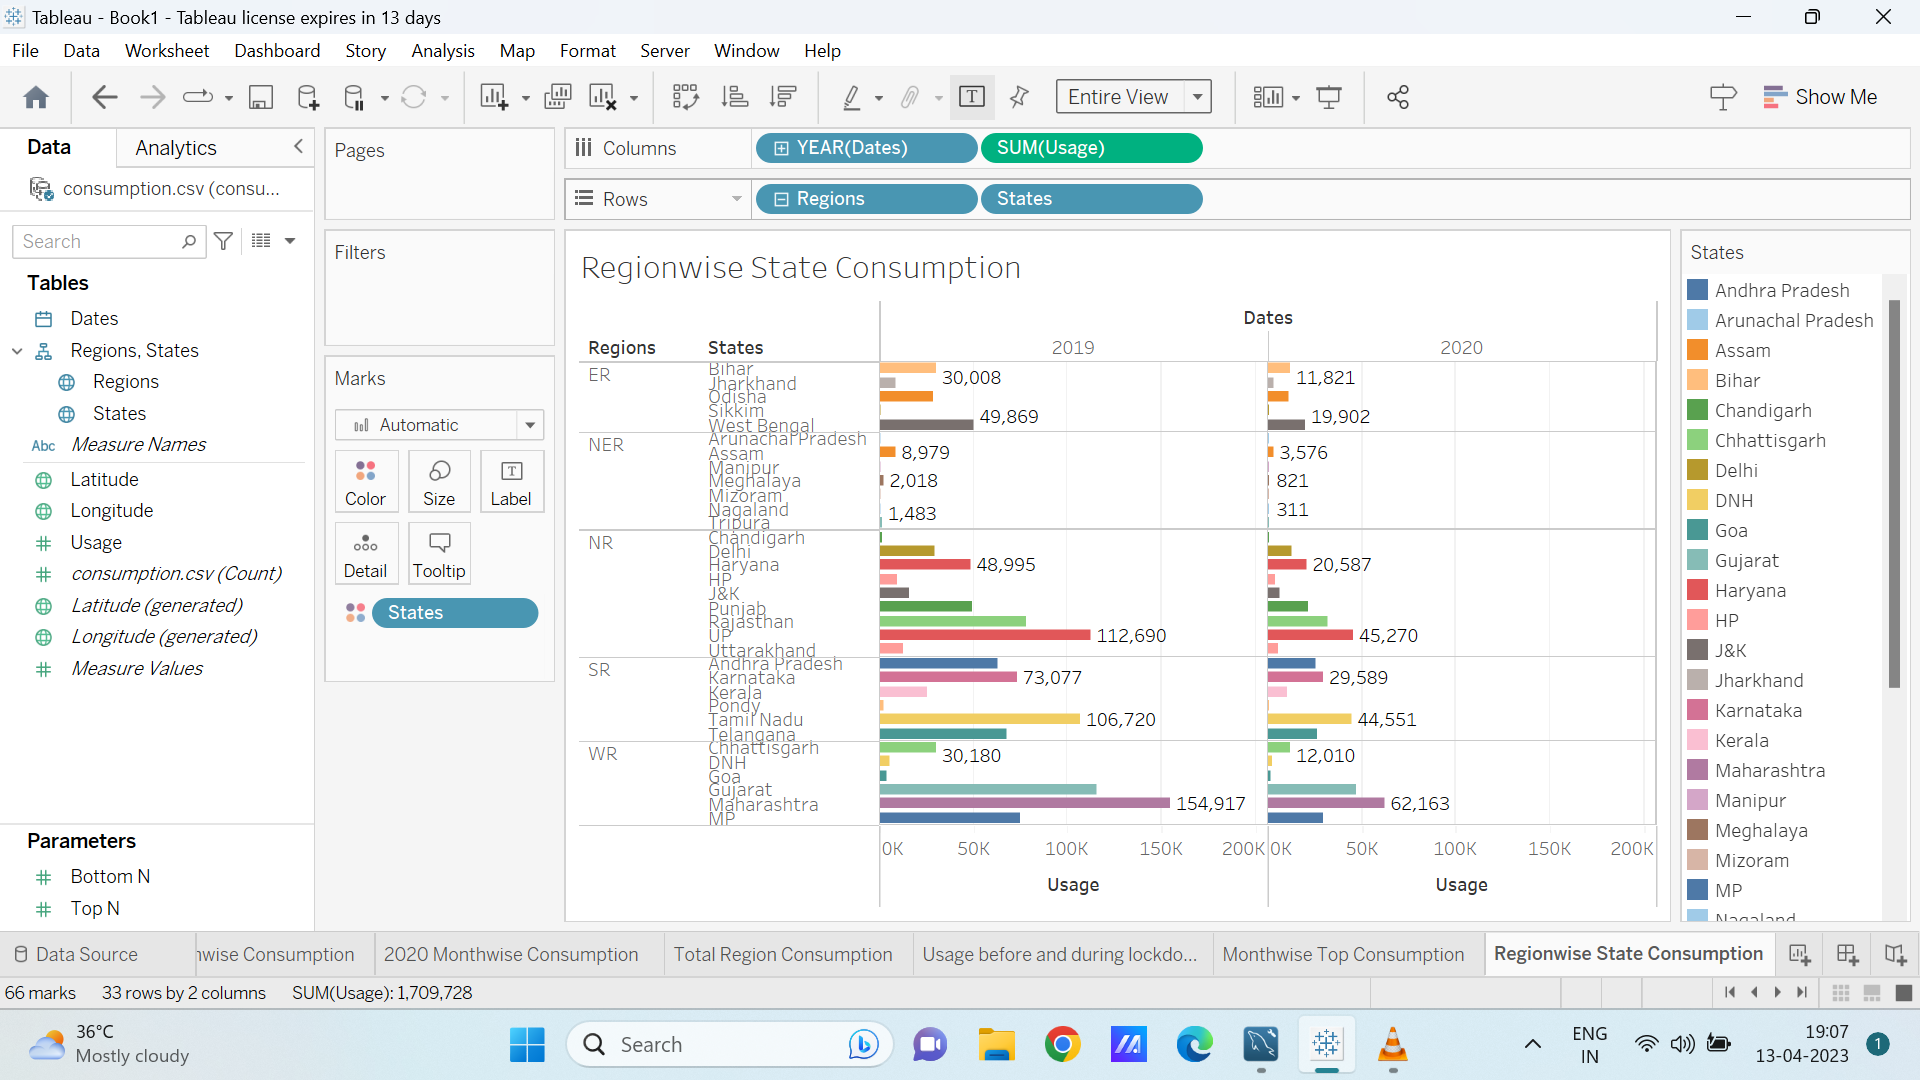 Tableau - Book1 - Tableau license expires in 13 days
File Data Worksheet Dashboard Story Analysis Map Format Server Window Help
Entire View
Show Me
Data Analytics
consumption.csv (consu...
Search
Tables
Dates
Regions, States
Regions
States
Abc Measure Names
Latitude
Longitude
Usage
consumption.csv (Count)
Latitude (generated)
Longitude (generated)
Measure Values
Parameters
Bottom N
Top N
Pages
Filters
Marks
Automatic
Color Size Label
Detail Tooltip
States
Columns YEAR(Dates) SUM(Usage)
Rows Regions States
Regionwise State Consumption
Dates
Regions States 2019 2020
ER Bihar 30,008 11,821
Jharkhand
Odisha
Sikkim
West Bengal 49,869 19,902
NER Arunachal Pradesh
Assam 8,979 3,576
Manipur
Meghalaya 2,018 821
Mizoram
Nagaland
Tripura 1,483 311
NR Chandigarh
Delhi
Haryana 48,995 20,587
HP
J&K
Punjab
Rajasthan
UP 112,690 45,270
Uttarakhand
SR Andhra Pradesh
Karnataka 73,077 29,589
Kerala
Pondy
Tamil Nadu 106,720 44,551
Telangana
WR Chhattisgarh 30,180 12,010
DNH
Goa
Gujarat
Maharashtra 154,917 62,163
MP
0K 50K 100K 150K 200K 0K 50K 100K 150K 200K
Usage Usage
States
Andhra Pradesh
Arunachal Pradesh
Assam
Bihar
Chandigarh
Chhattisgarh
Delhi
DNH
Goa
Gujarat
Haryana
HP
J&K
Jharkhand
Karnataka
Kerala
Maharashtra
Manipur
Meghalaya
Mizoram
MP
Nagaland
Data Source wise Consumption 2020 Monthwise Consumption Total Region Consumption Usage before and during lockdo... Monthwise Top Consumption Regionwise State Consumption
66 marks 33 rows by 2 columns SUM(Usage): 1,709,728
36°C
Mostly cloudy
Search
ENG
IN
19:07
13-04-2023
1